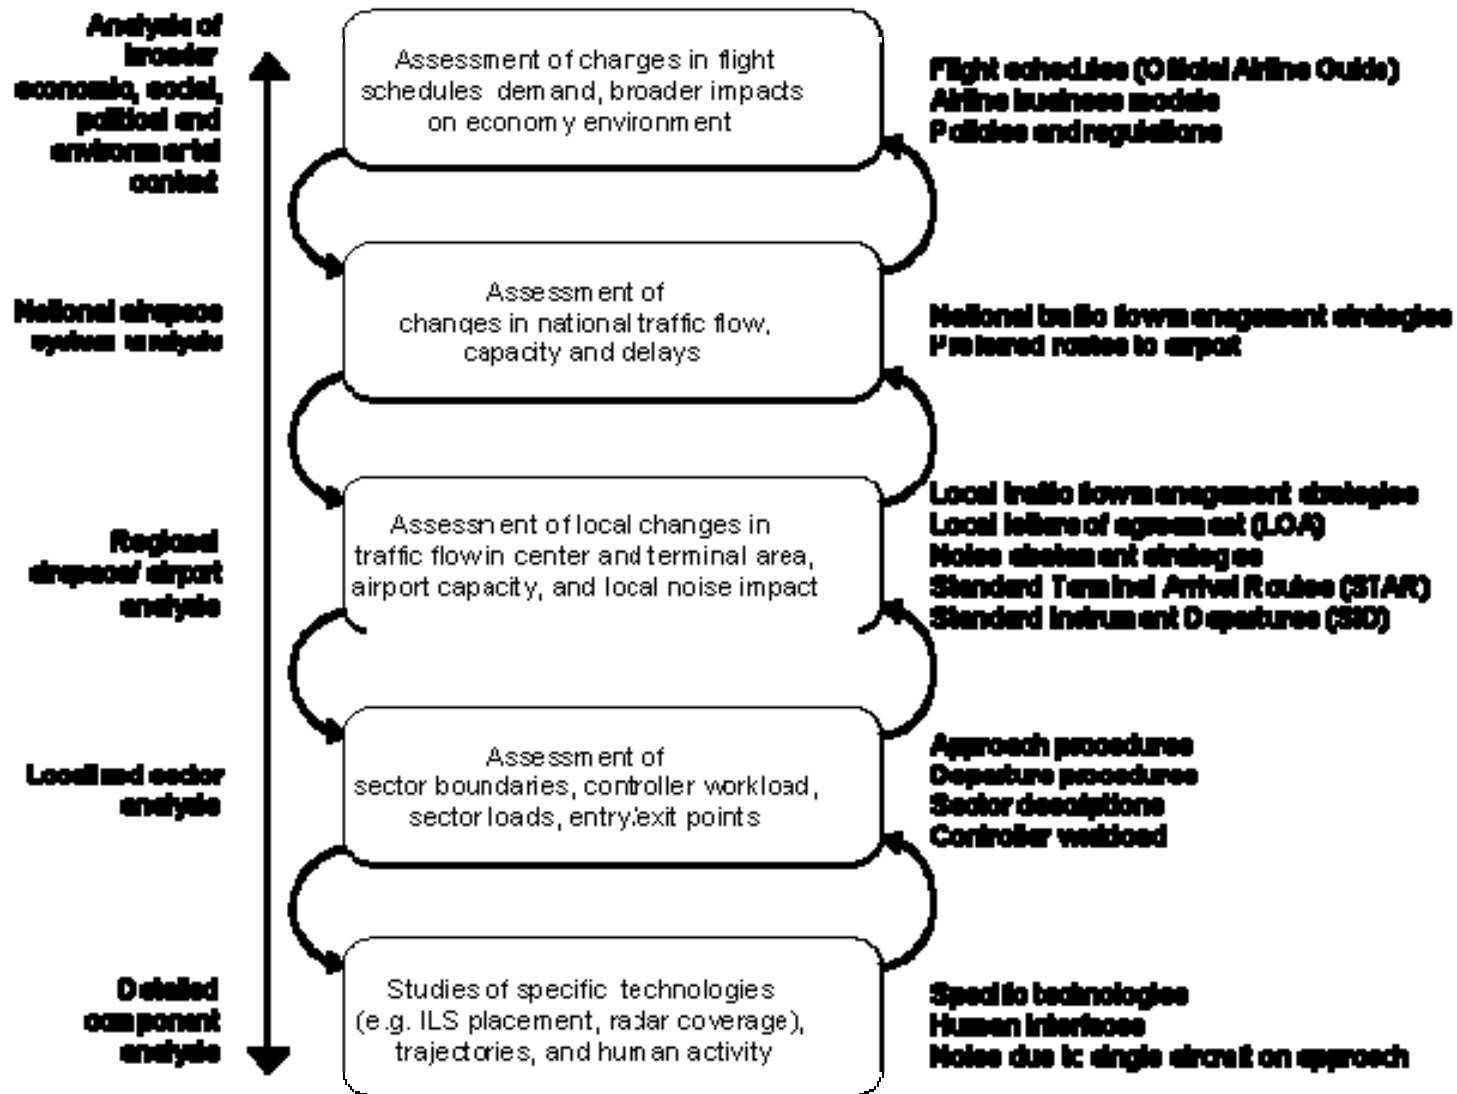 Analysis of
broader
economic, social,
political and
environmental
context
Assessment of changes in flight
schedules demand, broader impacts
on economy environment
Flight schedules (Official Airline Guide)
Airline business models
Policies and regulations
National airspace
system analysis
Assessment of
changes in national traffic flow,
capacity and delays
National traffic flow management strategies
Preferred routes to airport
Regional
airspace/ airport
analysis
Assessment of local changes in
traffic flow in center and terminal area,
airport capacity, and local noise impact
Local traffic flow management strategies
Local letters of agreement (LOA)
Noise abatement strategies
Standard Terminal Arrival Routes (STAR)
Standard Instrument Departures (SID)
Localized sector
analysis
Assessment of
sector boundaries, controller workload,
sector loads, entry/exit points
Approach procedures
Departure procedures
Sector descriptions
Controller workload
Detailed
component
analysis
Studies of specific technologies
(e.g. ILS placement, radar coverage),
trajectories, and human activity
Specific technologies
Human interfaces
Noise due to single aircraft on approach